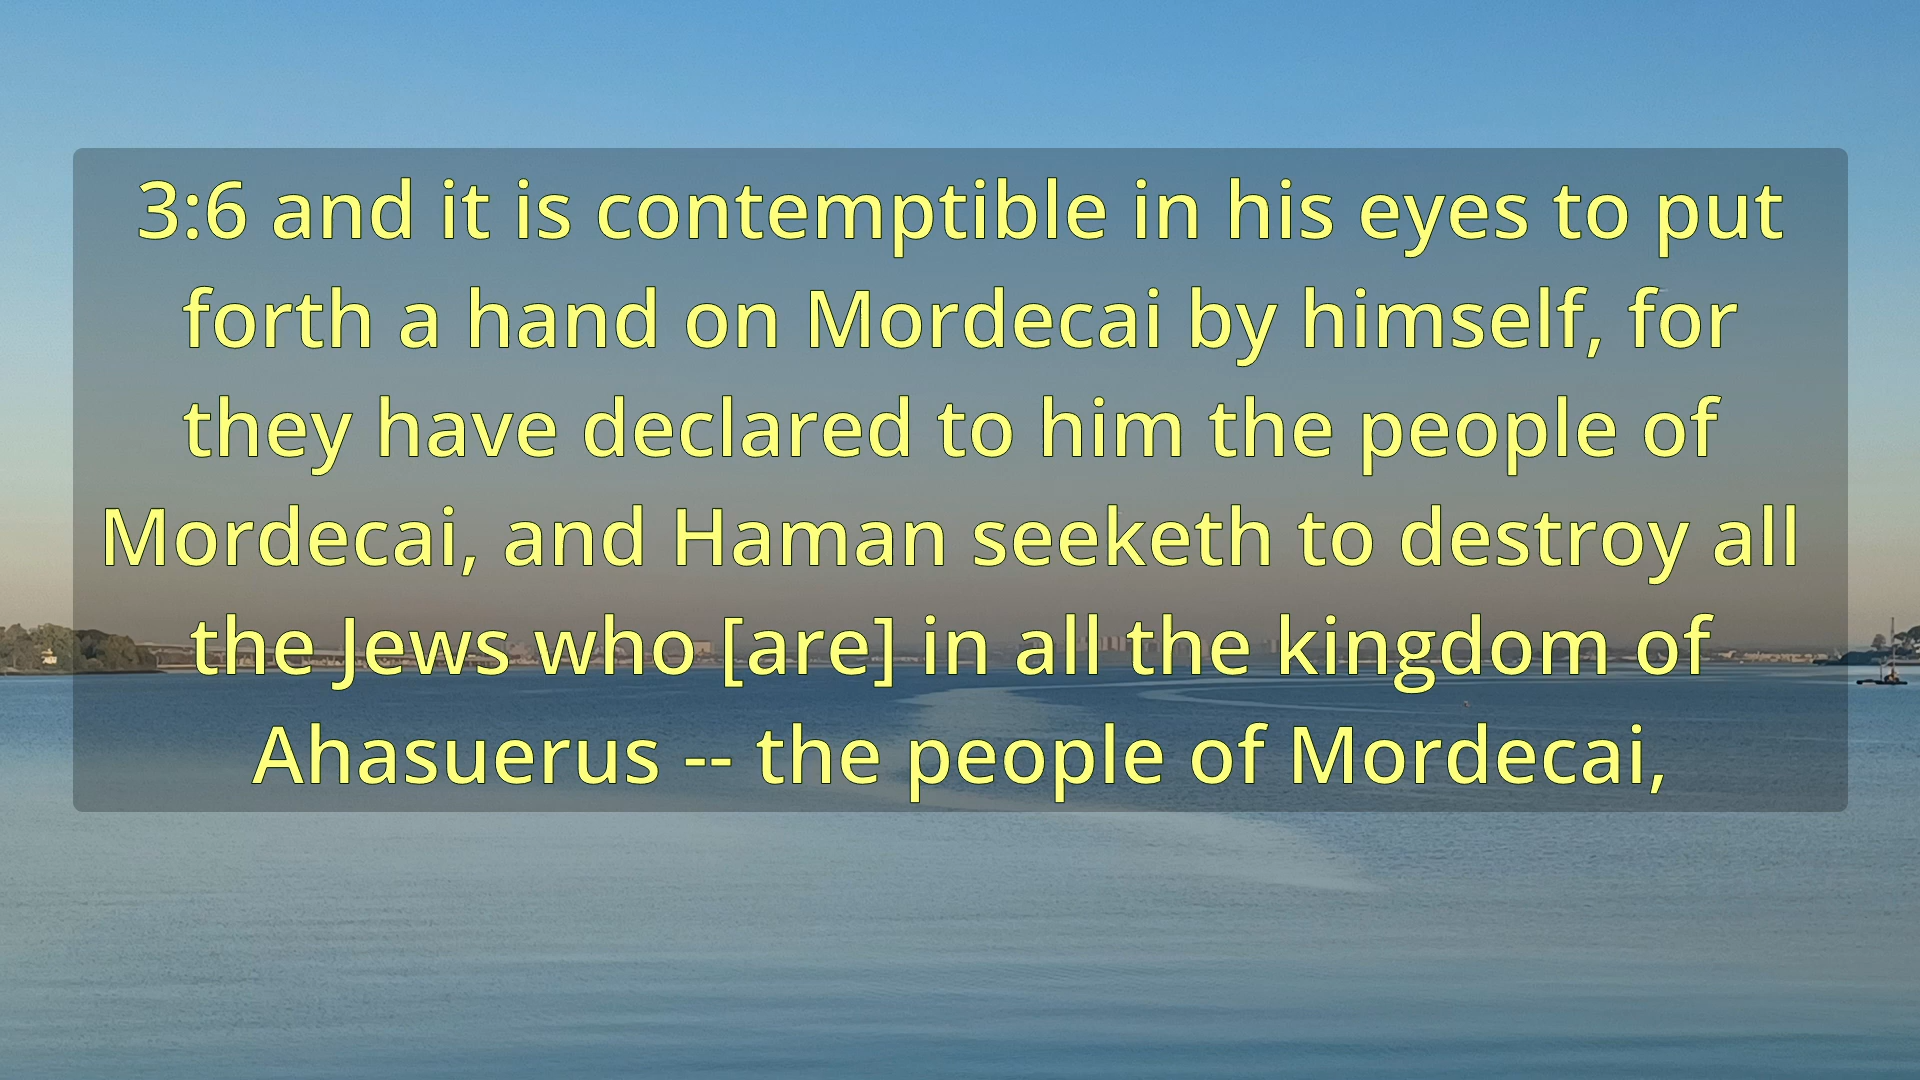 3:6 and it is contemptible in his eyes to put
forth a hand on Mordecai by himself, for
they have declared to him the people of
Mordecai, and Haman seeketh to destroy all
the Jews who [are] in all the kingdom of
Ahasuerus -- the people of Mordecai,